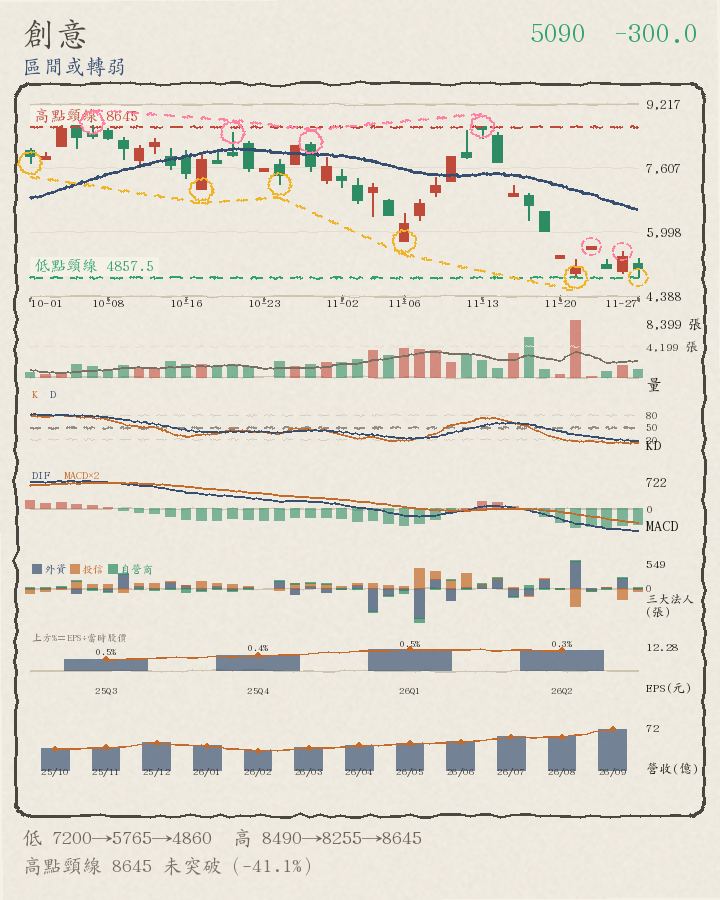 創意
5090 -300.0
區間或轉弱
9,217
高點頸線 8645
7,607
5,998
低點頸線 4857.5
4,388
10-01 10-08 10-16 10-23 11-02 11-06 11-13 11-20 11-27
8,399 張
4,199 張
量
K D
80
50
20
KD
DIF MACD×2
722
0
MACD
外資 投信 自營商
549
0
三大法人
(張)
上方%=EPS÷當時股價
0.5% 0.4% 0.5% 0.3%
12.28
25Q3 25Q4 26Q1 26Q2
EPS(元)
72
25/10 25/11 25/12 26/01 26/02 26/03 26/04 26/05 26/06 26/07 26/08 26/09
營收(億)
低 7200→5765→4860 高 8490→8255→8645
高點頸線 8645 未突破 (-41.1%)